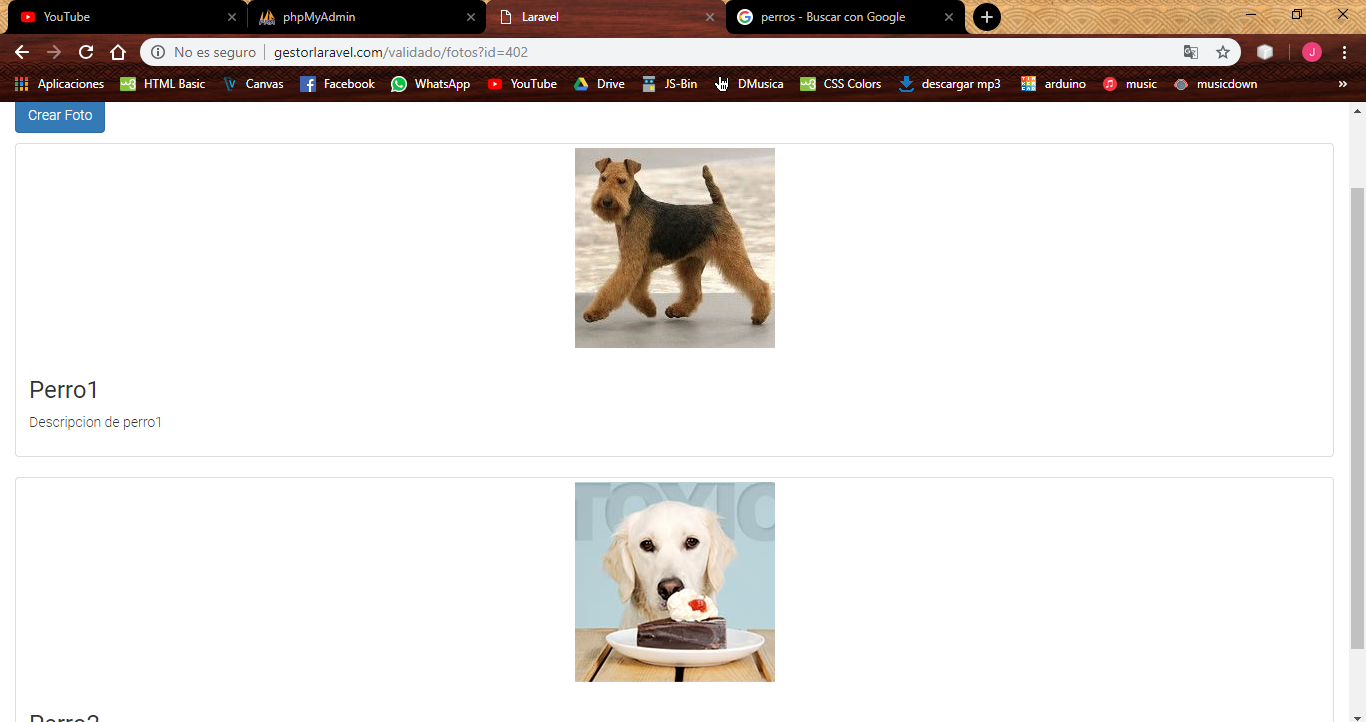 YouTube
phpMyAdmin
Laravel
perros - Buscar con Google
No es seguro
gestorlaravel.com/validado/fotos?id=402
J
Aplicaciones
HTML Basic
Canvas
Facebook
WhatsApp
YouTube
Drive
JS-Bin
DMusica
CSS Colors
descargar mp3
arduino
music
musicdown
»
Crear Foto
Perro1
Descripcion de perro1
TOXIC
Perro2